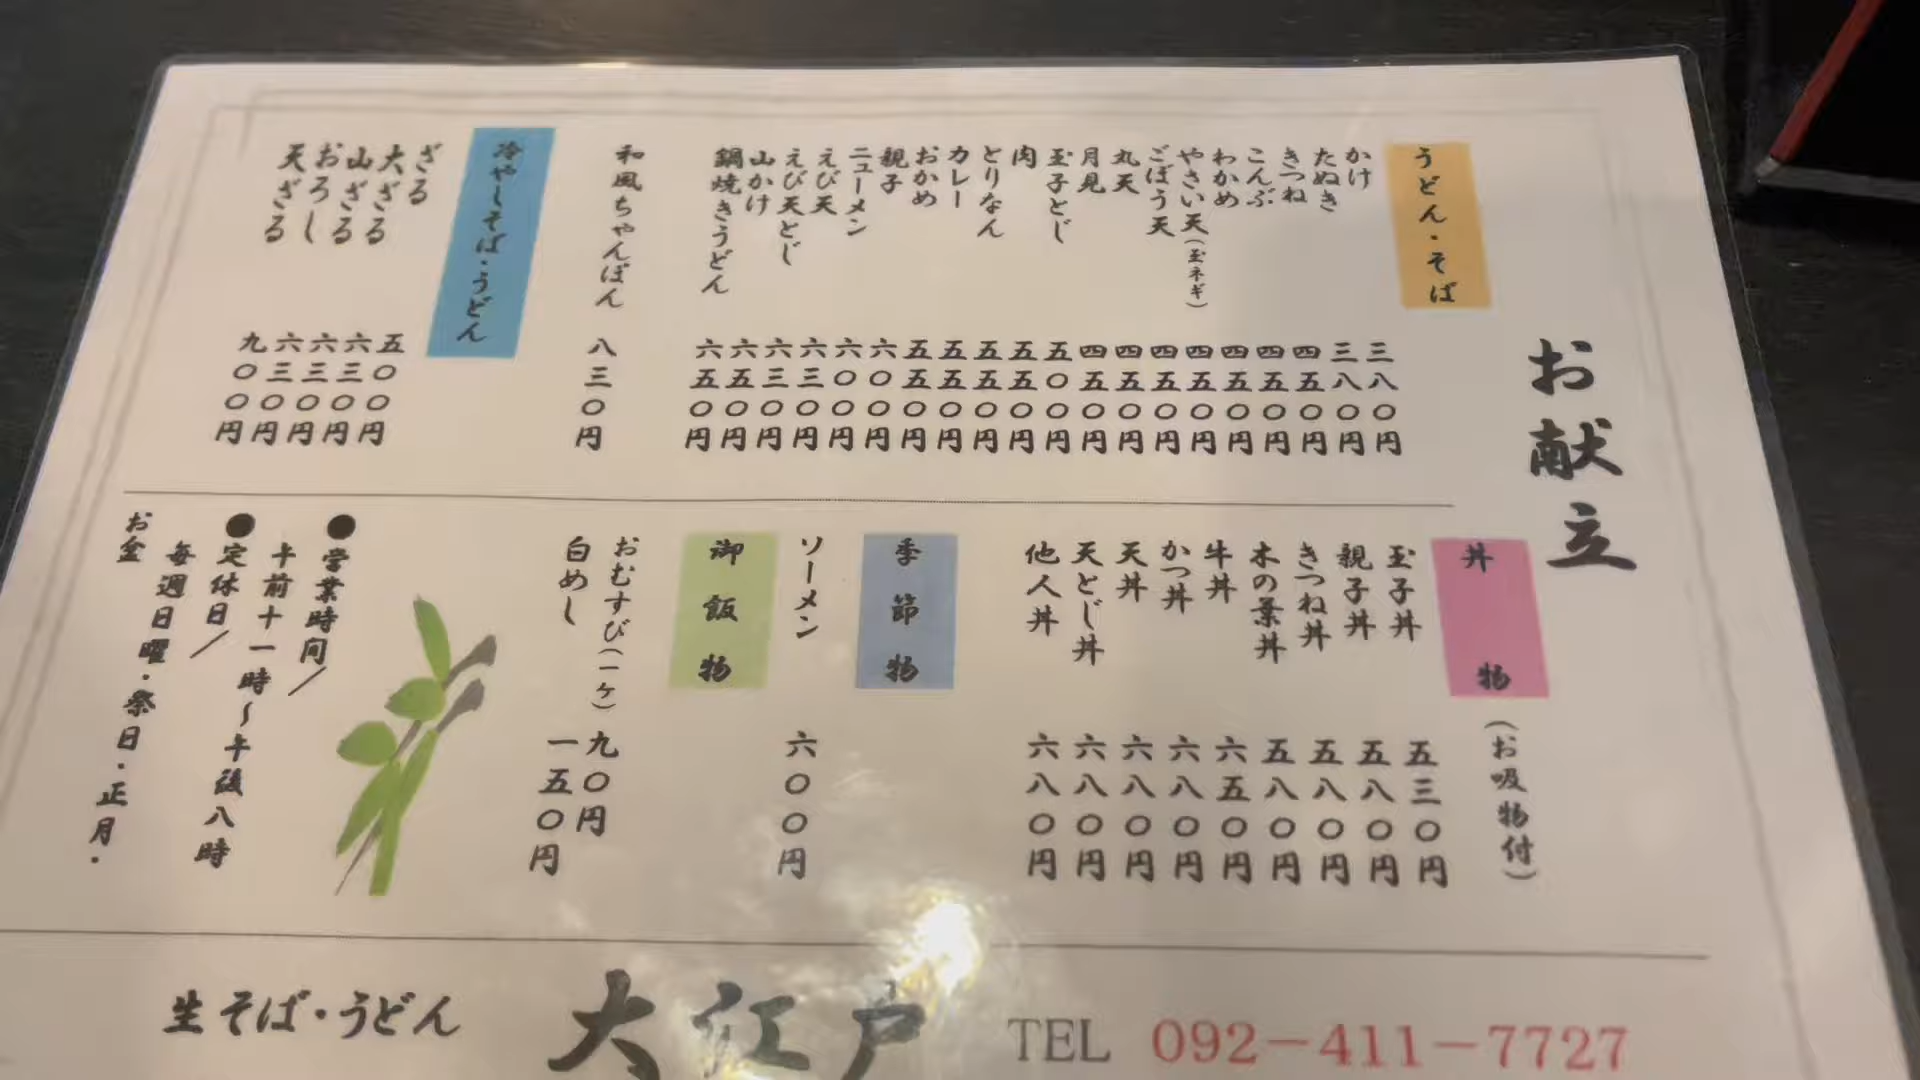 お献立
うどん・そば
かけ 三八〇円
たぬき 三八〇円
きつね 四五〇円
こんぶ 四五〇円
わかめ 四五〇円
やさい天(玉ネギ) 四五〇円
ごぼう天 四五〇円
丸天 四五〇円
月見 四五〇円
玉子とじ 五〇〇円
肉 五五〇円
とりなん 五五〇円
カレー 五五〇円
おかめ 五五〇円
親子 六〇〇円
ニューメン 六〇〇円
えび天 六三〇円
えび天とじ 六三〇円
山かけ 六五〇円
鍋焼きうどん 六五〇円
和風ちゃんぽん 八三〇円
冷やしそば・うどん
ざる 五〇〇円
大ざる 六三〇円
山ざる 六三〇円
おろし 六三〇円
天ざる 九〇〇円
丼物(お吸物付)
玉子丼 五三〇円
親子丼 五八〇円
きつね丼 五八〇円
木の葉丼 五八〇円
牛丼 六五〇円
かつ丼 六八〇円
天丼 六八〇円
天とじ丼 六八〇円
他人丼 六八〇円
季節物
ソーメン 六〇〇円
御飯物
おむすび(一ケ) 九〇円
白めし 一五〇円
●営業時間/
午前十一時~午後八時
●定休日/
毎週日曜・祭日・正月・
お盆
生そば・うどん 大江戸 TEL 092-411-7727